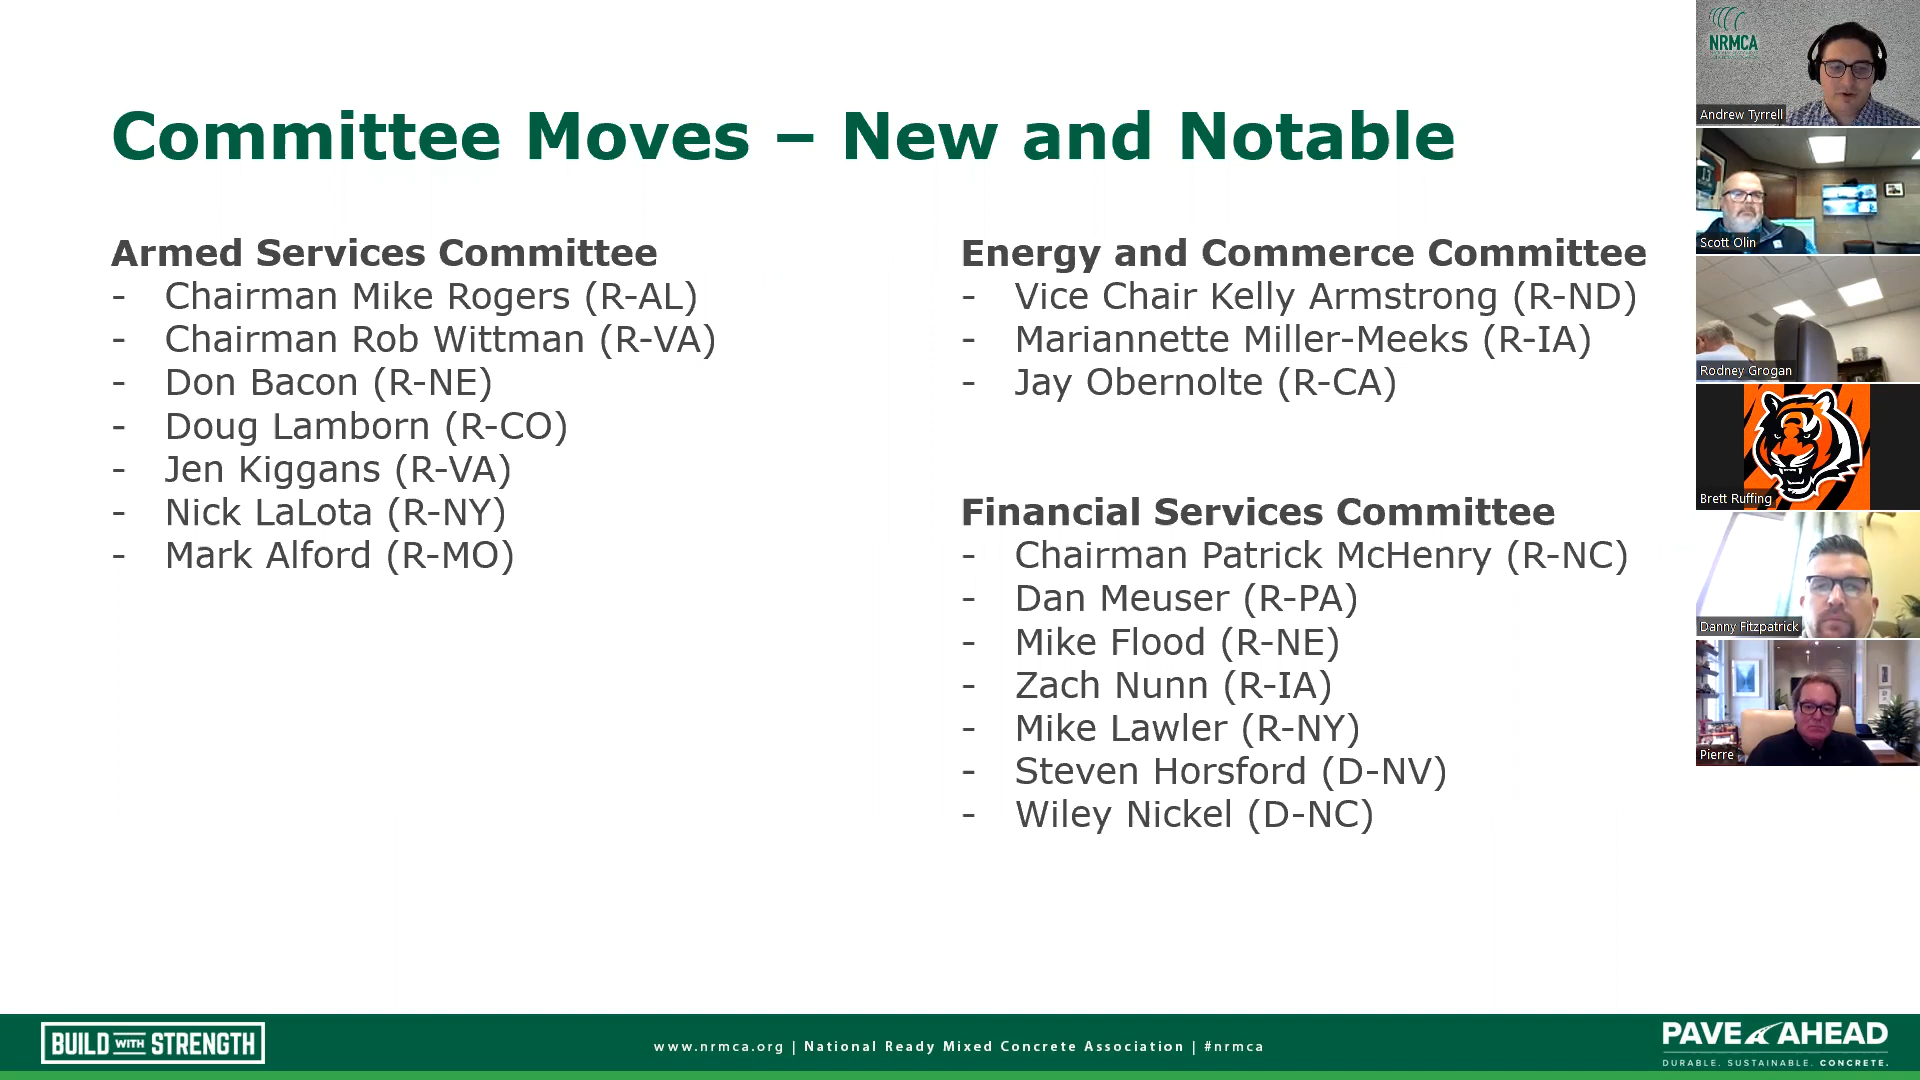 Committee Moves – New and Notable
Armed Services Committee
- Chairman Mike Rogers (R-AL)
- Chairman Rob Wittman (R-VA)
- Don Bacon (R-NE)
- Doug Lamborn (R-CO)
- Jen Kiggans (R-VA)
- Nick LaLota (R-NY)
- Mark Alford (R-MO)
Energy and Commerce Committee
- Vice Chair Kelly Armstrong (R-ND)
- Mariannette Miller-Meeks (R-IA)
- Jay Obernolte (R-CA)
Financial Services Committee
- Chairman Patrick McHenry (R-NC)
- Dan Meuser (R-PA)
- Mike Flood (R-NE)
- Zach Nunn (R-IA)
- Mike Lawler (R-NY)
- Steven Horsford (D-NV)
- Wiley Nickel (D-NC)
NRMCA
Andrew Tyrrell
13
Scott Olin
Rodney Grogan
Brett Ruffing
Danny Fitzpatrick
Pierre
BUILD WITH STRENGTH
www.nrmca.org | National Ready Mixed Concrete Association | #nrmca
PAVE AHEAD
DURABLE. SUSTAINABLE. CONCRETE.